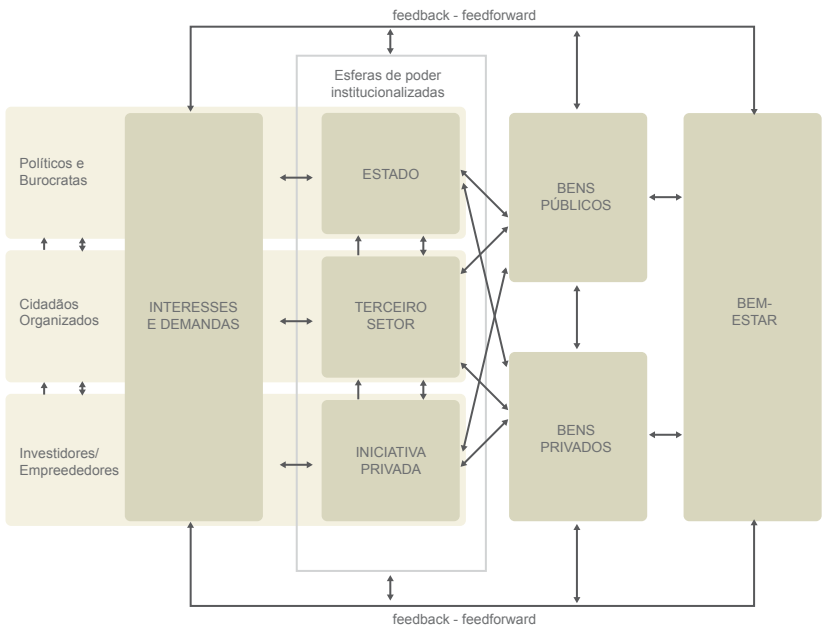 feedback - feedforward
Esferas de poder
institucionalizadas
Políticos e
Burocratas
ESTADO
BENS
PÚBLICOS
Cidadãos
Organizados
INTERESSES
E DEMANDAS
TERCEIRO
SETOR
BEM-
ESTAR
Investidores/
Empreededores
INICIATIVA
PRIVADA
BENS
PRIVADOS
feedback - feedforward